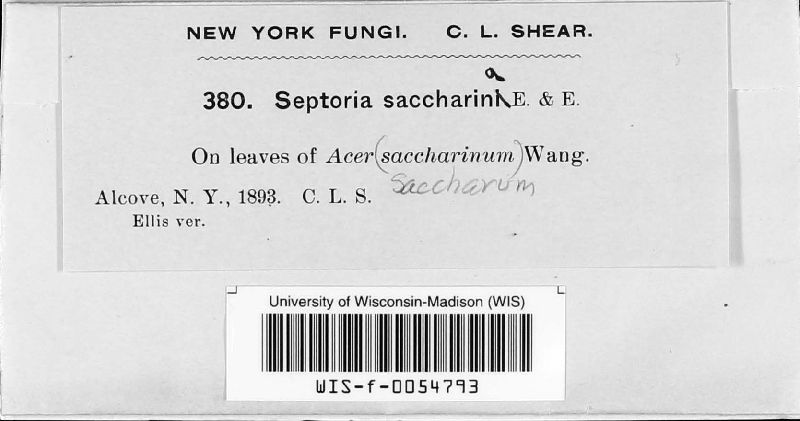 NEW YORK FUNGI. C. L. SHEAR.
a
380. Septoria saccharini E. & E.
On leaves of Acer (saccharinum) Wang.
saccharum
Alcove, N. Y., 1893. C. L. S.
Ellis ver.
University of Wisconsin-Madison (WIS)
WIS-f-0054793